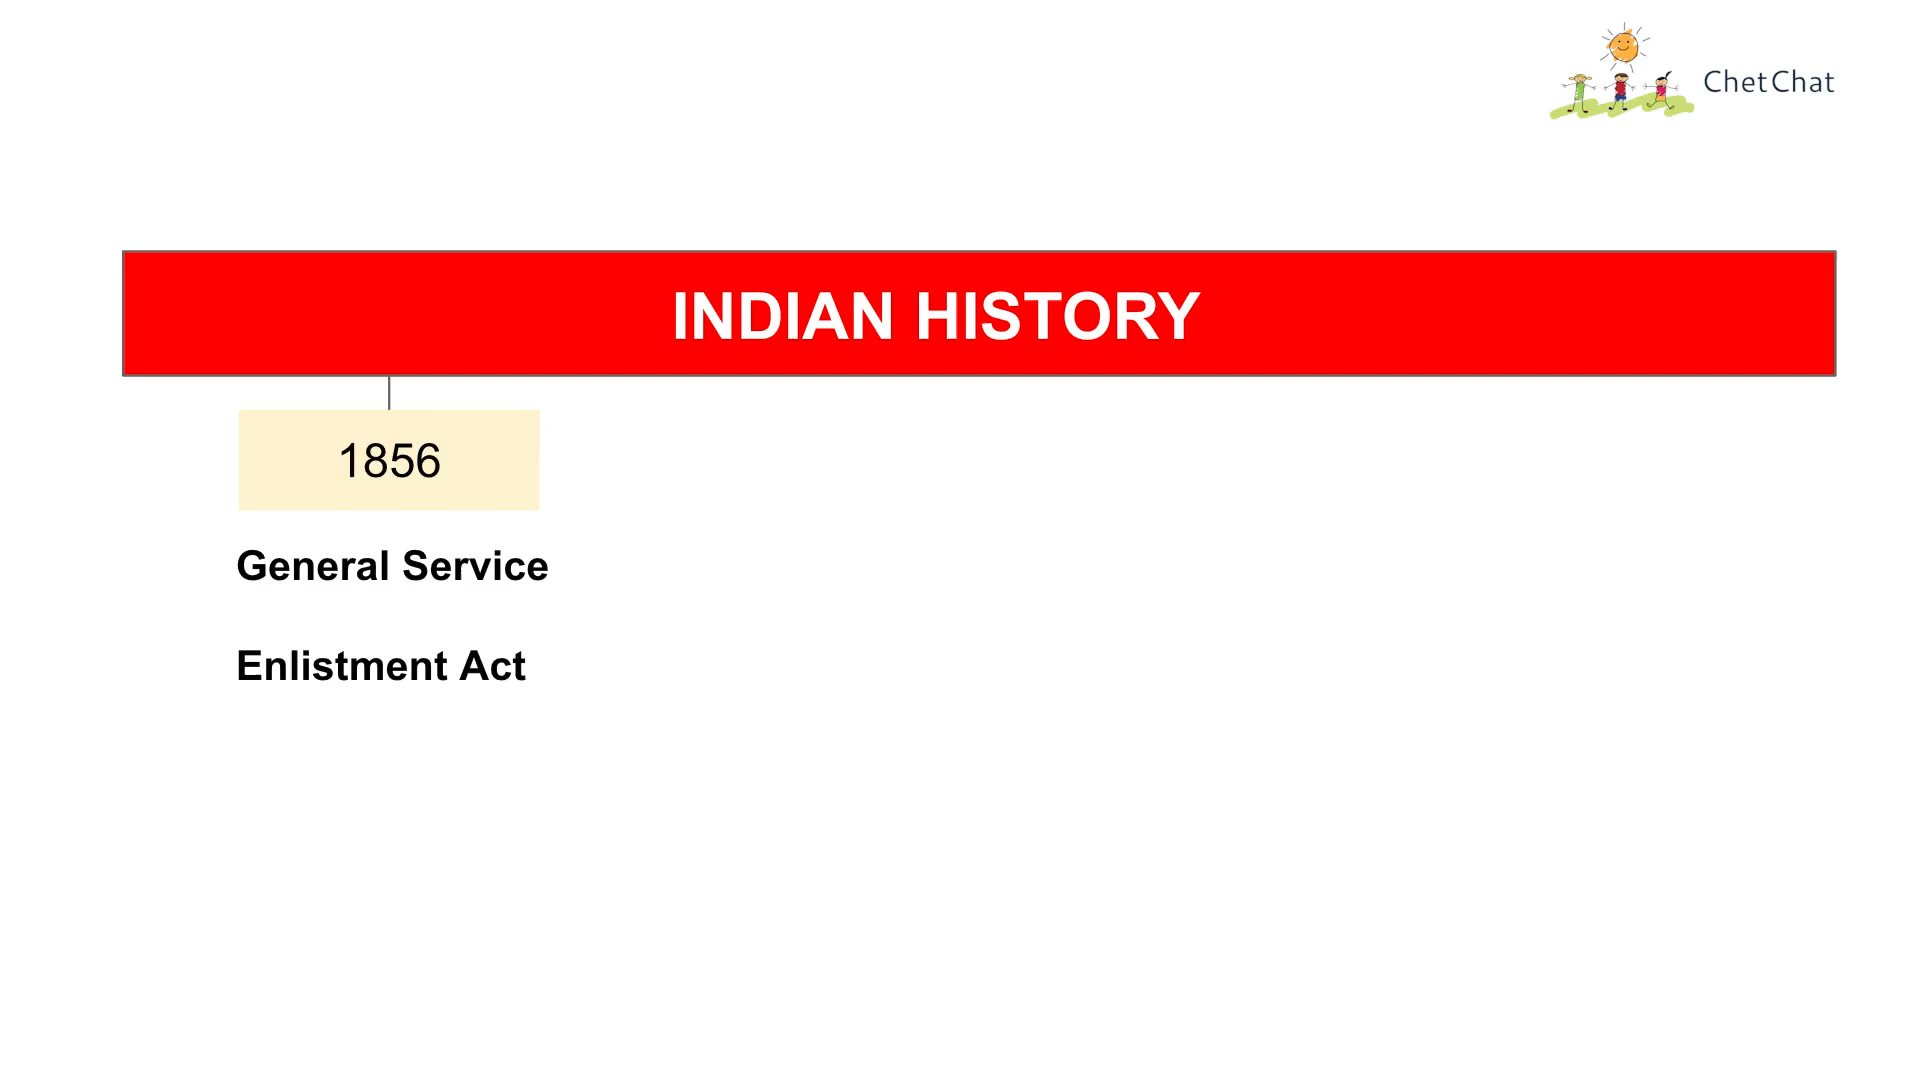 ChetChat
INDIAN HISTORY
1856
General Service
Enlistment Act